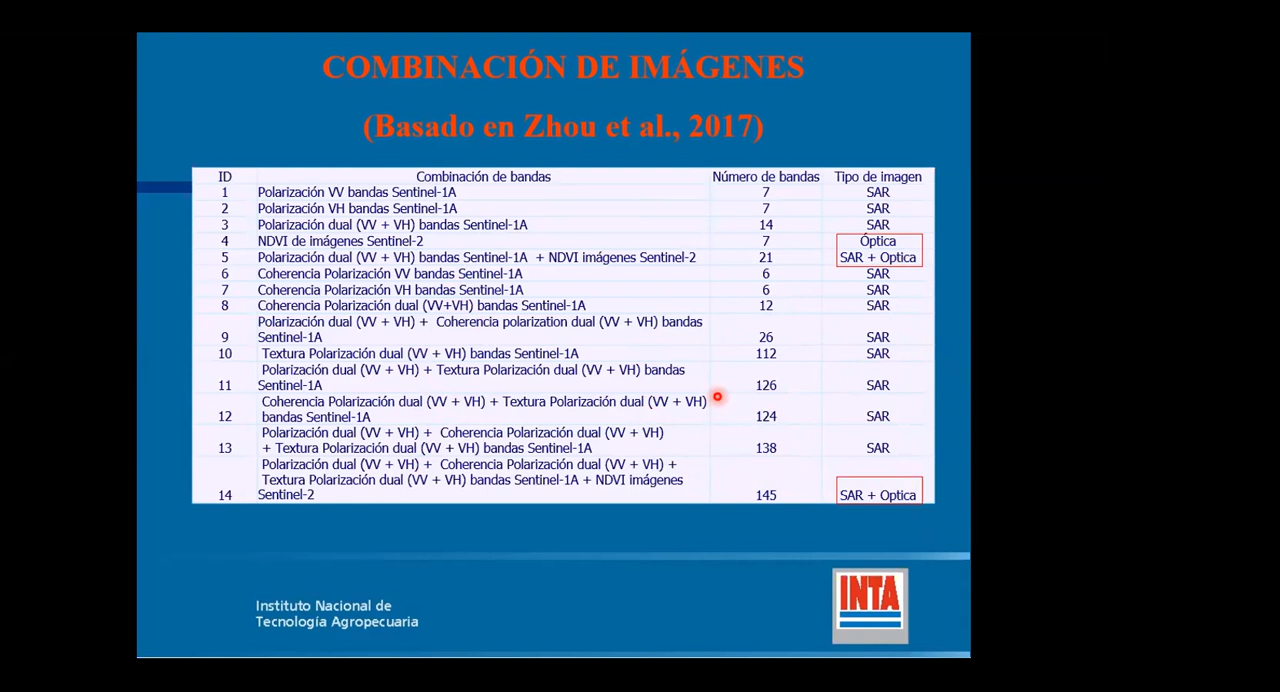 COMBINACIÓN DE IMÁGENES
(Basado en Zhou et al., 2017)
ID Combinación de bandas Número de bandas Tipo de imagen
1 Polarización VV bandas Sentinel-1A 7 SAR
2 Polarización VH bandas Sentinel-1A 7 SAR
3 Polarización dual (VV + VH) bandas Sentinel-1A 14 SAR
4 NDVI de imágenes Sentinel-2 7 Óptica
5 Polarización dual (VV + VH) bandas Sentinel-1A + NDVI imágenes Sentinel-2 21 SAR + Optica
6 Coherencia Polarización VV bandas Sentinel-1A 6 SAR
7 Coherencia Polarización VH bandas Sentinel-1A 6 SAR
8 Coherencia Polarización dual (VV+VH) bandas Sentinel-1A 12 SAR
Polarización dual (VV + VH) + Coherencia polarization dual (VV + VH) bandas
9 Sentinel-1A 26 SAR
10 Textura Polarización dual (VV + VH) bandas Sentinel-1A 112 SAR
Polarización dual (VV + VH) + Textura Polarización dual (VV + VH) bandas
11 Sentinel-1A 126 SAR
Coherencia Polarización dual (VV + VH) + Textura Polarización dual (VV + VH)
12 bandas Sentinel-1A 124 SAR
Polarización dual (VV + VH) + Coherencia Polarización dual (VV + VH)
13 + Textura Polarización dual (VV + VH) bandas Sentinel-1A 138 SAR
Polarización dual (VV + VH) + Coherencia Polarización dual (VV + VH) +
Textura Polarización dual (VV + VH) bandas Sentinel-1A + NDVI imágenes
14 Sentinel-2 145 SAR + Optica
Instituto Nacional de
Tecnología Agropecuaria
INTA